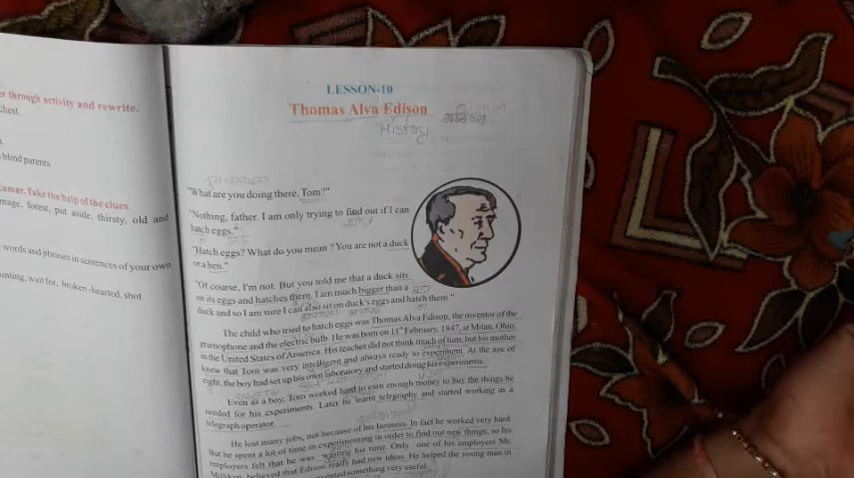 er through activity and rewrite.
chest.
blind parents
Kumar. Take the help of the clues.
mage, forest, put aside, thirsty, old and
words and phrases in sentences of your own
unting, wait for, broken-hearted, shot
LESSON-10
Thomas Alva Edison
History
"What are you doing there, Tom?"
"Nothing, father. I am only trying to find out if I can
hatch eggs."
"Hatch eggs? What do you mean ? You are not a duck
or a hen."
"Of course, I'm not. But you told me that a duck sits
on its eggs and hatches them. I am much bigger than a
duck and so I am sure I can also sit on duck's eggs and hatch them."
The child who tried to hatch eggs was Thomas Alva Edison, the inventor of the
gramophone and the electric bulb. He was born on 11th February, 1847, at Milan, Ohio,
in the United States of America. His teacher did not think much of him, but his mother
knew that Tom was very intelligent and always ready to experiment. At the are of
eight, the boy had set up his own laboratory and started doing his experiments.
Even as a boy, Tom worked hard to earn enough money to buy the things he
needed for his experiments. Later he learnt telegraphy and started working as a
telegraph operator.
He lost many jobs, not because of his laziness. In fact he worked very hard
But he spent a lot of time in experimenting in order to find out new things; so his
employers felt that he was wasting his time. Only one of his employers Mr.
believed that Edison really had new ideas. He helped the young man in
something very useful.